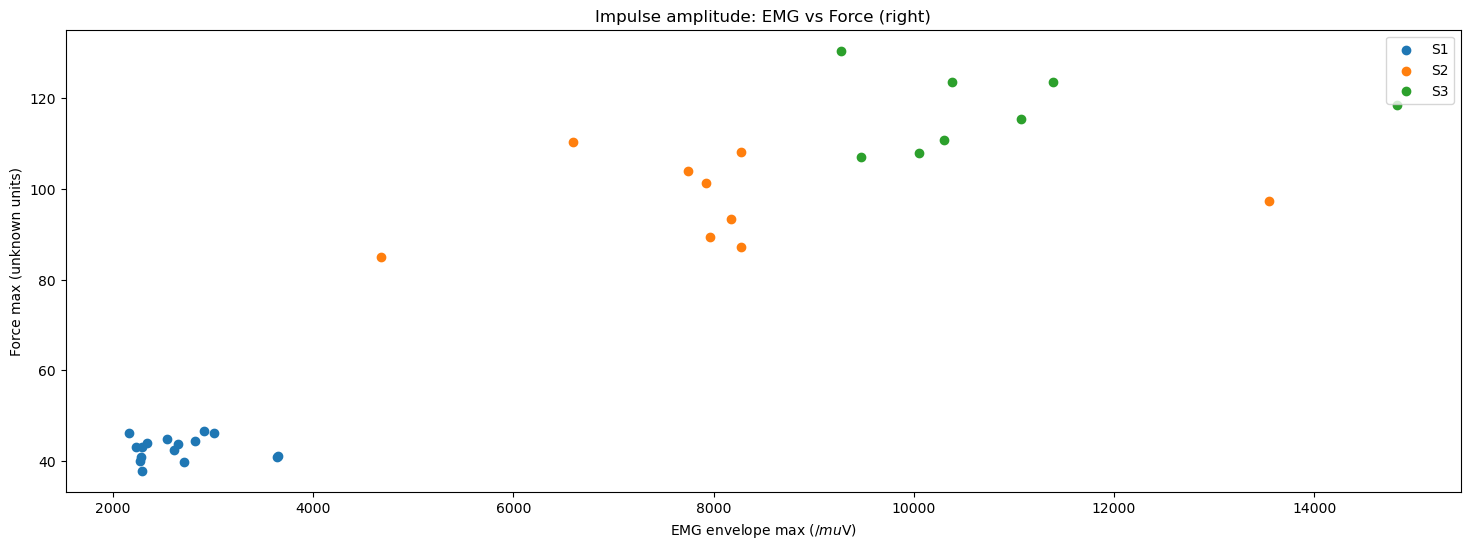 Impulse amplitude: EMG vs Force (right)
S1
S2
S3
120
100
80
60
40
Force max (unknown units)
2000 4000 6000 8000 10000 12000 14000
EMG envelope max (/muV)